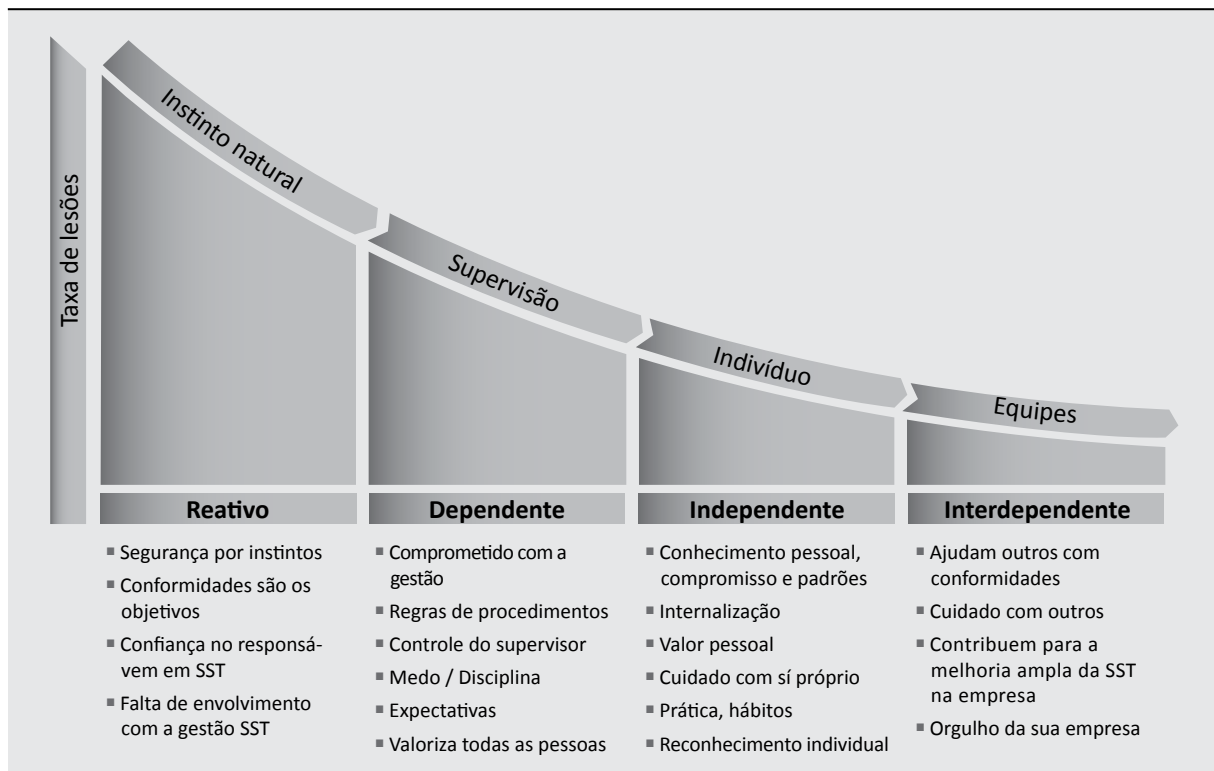 Taxa de lesões
Instinto natural
Supervisão
Indivíduo
Equipes
Reativo
■ Segurança por instintos
■ Conformidades são os
objetivos
■ Confiança no responsá-
vem em SST
■ Falta de envolvimento
com a gestão SST
Dependente
■ Comprometido com a
gestão
■ Regras de procedimentos
■ Controle do supervisor
■ Medo / Disciplina
■ Expectativas
■ Valoriza todas as pessoas
Independente
■ Conhecimento pessoal,
compromisso e padrões
■ Internalização
■ Valor pessoal
■ Cuidado com sí próprio
■ Prática, hábitos
■ Reconhecimento individual
Interdependente
■ Ajudam outros com
conformidades
■ Cuidado com outros
■ Contribuem para a
melhoria ampla da SST
na empresa
■ Orgulho da sua empresa